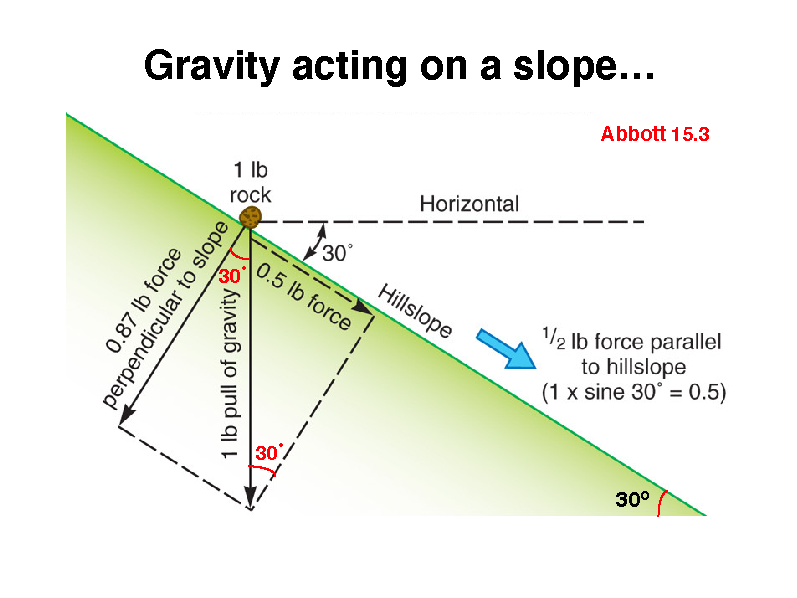 Gravity acting on a slope…
Abbott 15.3
1 lb
rock
Horizontal
30˚
0.87 lb force
perpendicular to slope
30˚
1 lb pull of gravity
0.5 lb force
Hillslope
1/2 lb force parallel
to hillslope
(1 x sine 30˚ = 0.5)
30˚
30º